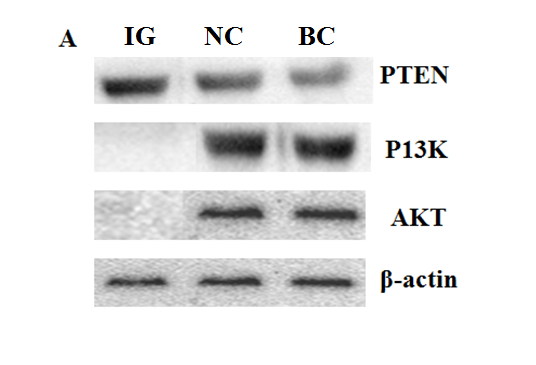 A IG NC BC
PTEN
P13K
AKT
β-actin